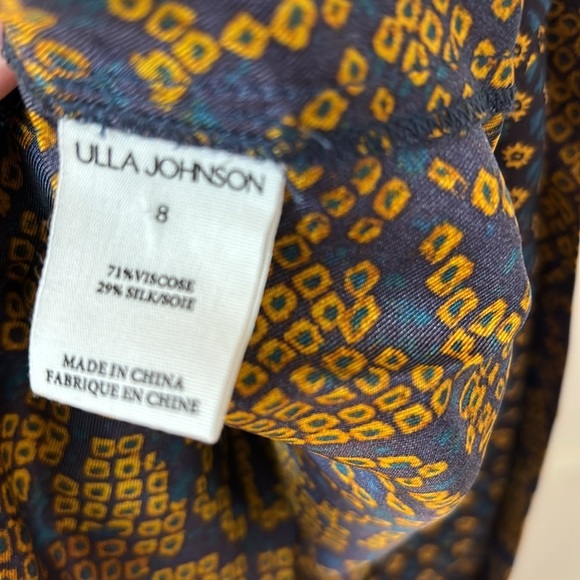 ULLA JOHNSON
8
71%VISCOSE
29% SILK/SOIE
MADE IN CHINA
FABRIQUE EN CHINE